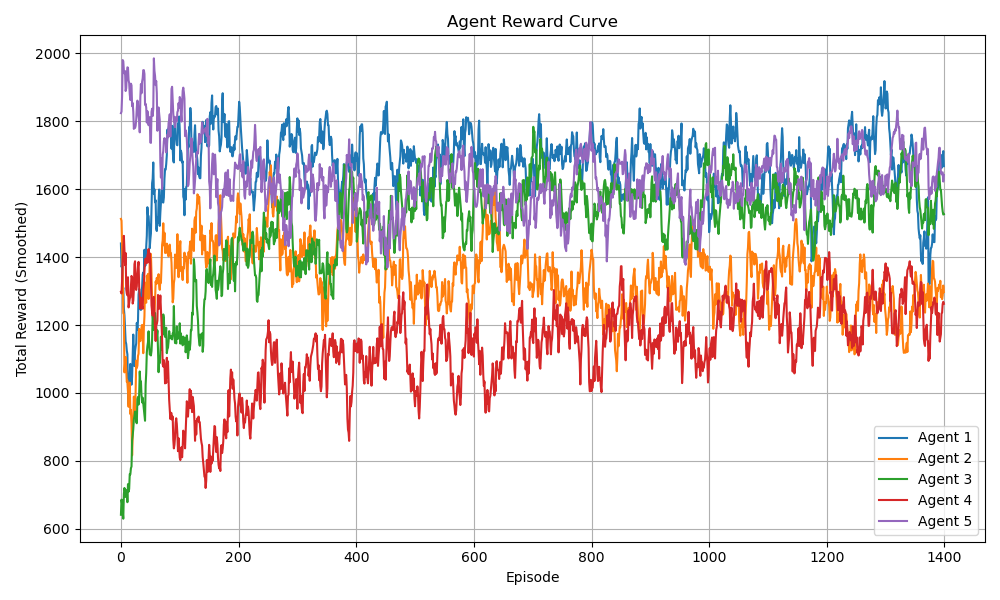 Agent Reward Curve
Total Reward (Smoothed)
2000
1800
1600
1400
1200
1000
800
600
0 200 400 600 800 1000 1200 1400
Episode
Agent 1
Agent 2
Agent 3
Agent 4
Agent 5